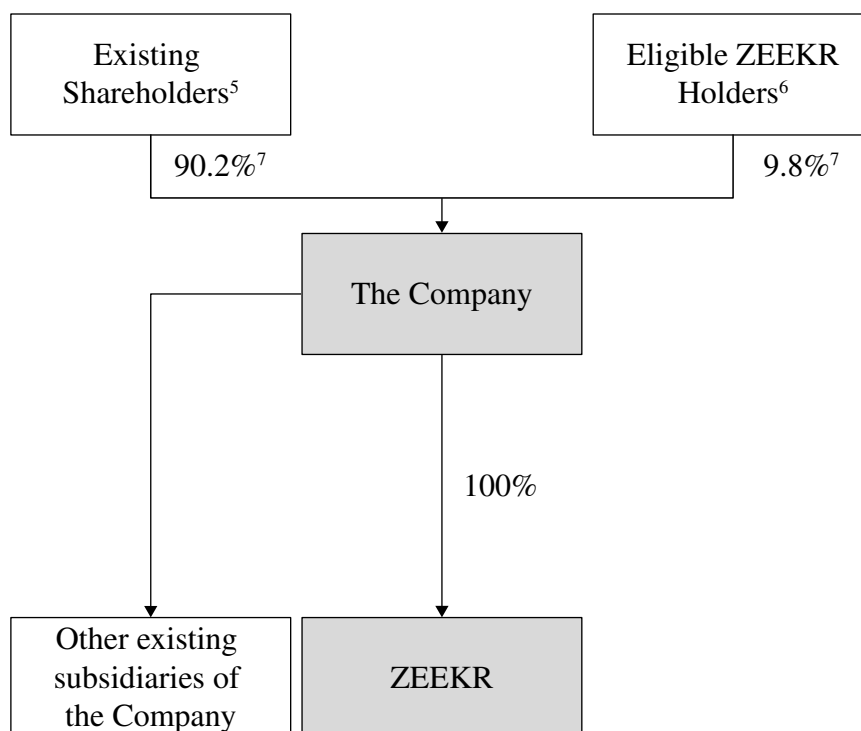 Existing
Shareholders⁵
Eligible ZEEKR
Holders⁶
90.2%⁷
9.8%⁷
The Company
100%
Other existing
subsidiaries of
the Company
ZEEKR